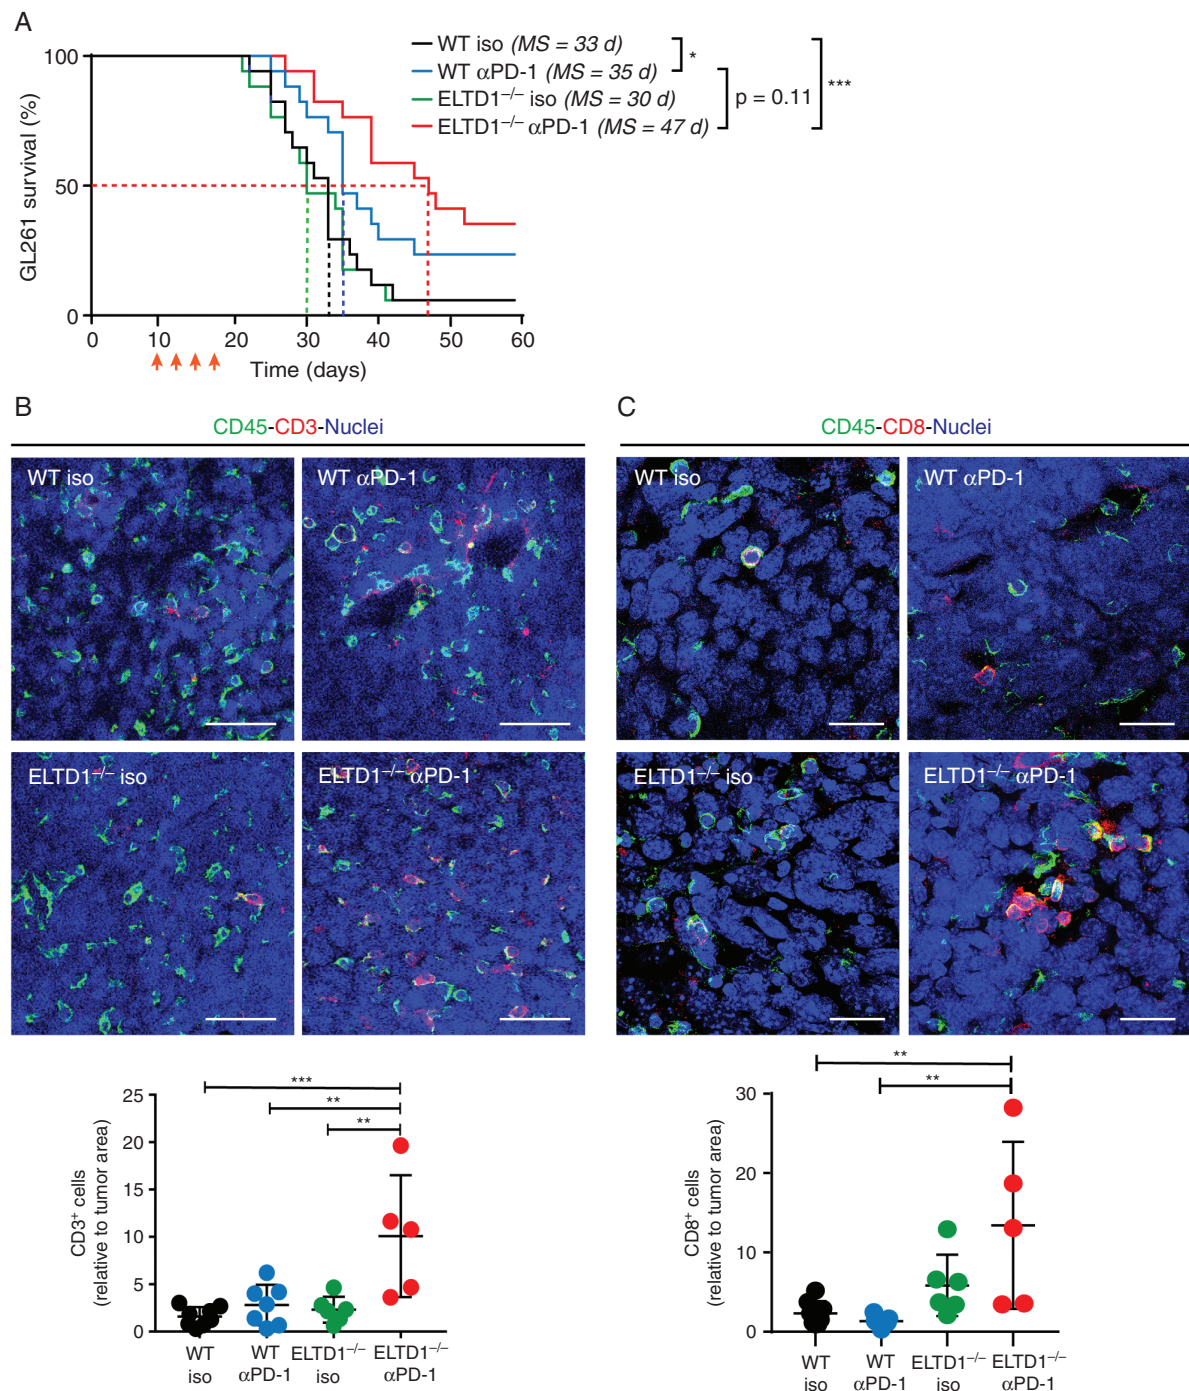 A
GL261 survival (%)
100
50
0
0 10 20 30 40 50 60
Time (days)
WT iso (MS = 33 d)
WT αPD-1 (MS = 35 d)
ELTD1–/– iso (MS = 30 d)
ELTD1–/– αPD-1 (MS = 47 d)
*
p = 0.11
***
B
CD45-CD3-Nuclei
WT iso
WT αPD-1
ELTD1–/– iso
ELTD1–/– αPD-1
C
CD45-CD8-Nuclei
WT iso
WT αPD-1
ELTD1–/– iso
ELTD1–/– αPD-1
CD3+ cells
(relative to tumor area)
25
20
15
10
5
0
***
**
**
WT
iso
WT
αPD-1
ELTD1–/–
iso
ELTD1–/–
αPD-1
CD8+ cells
(relative to tumor area)
30
20
10
0
**
**
WT
iso
WT
αPD-1
ELTD1–/–
iso
ELTD1–/–
αPD-1